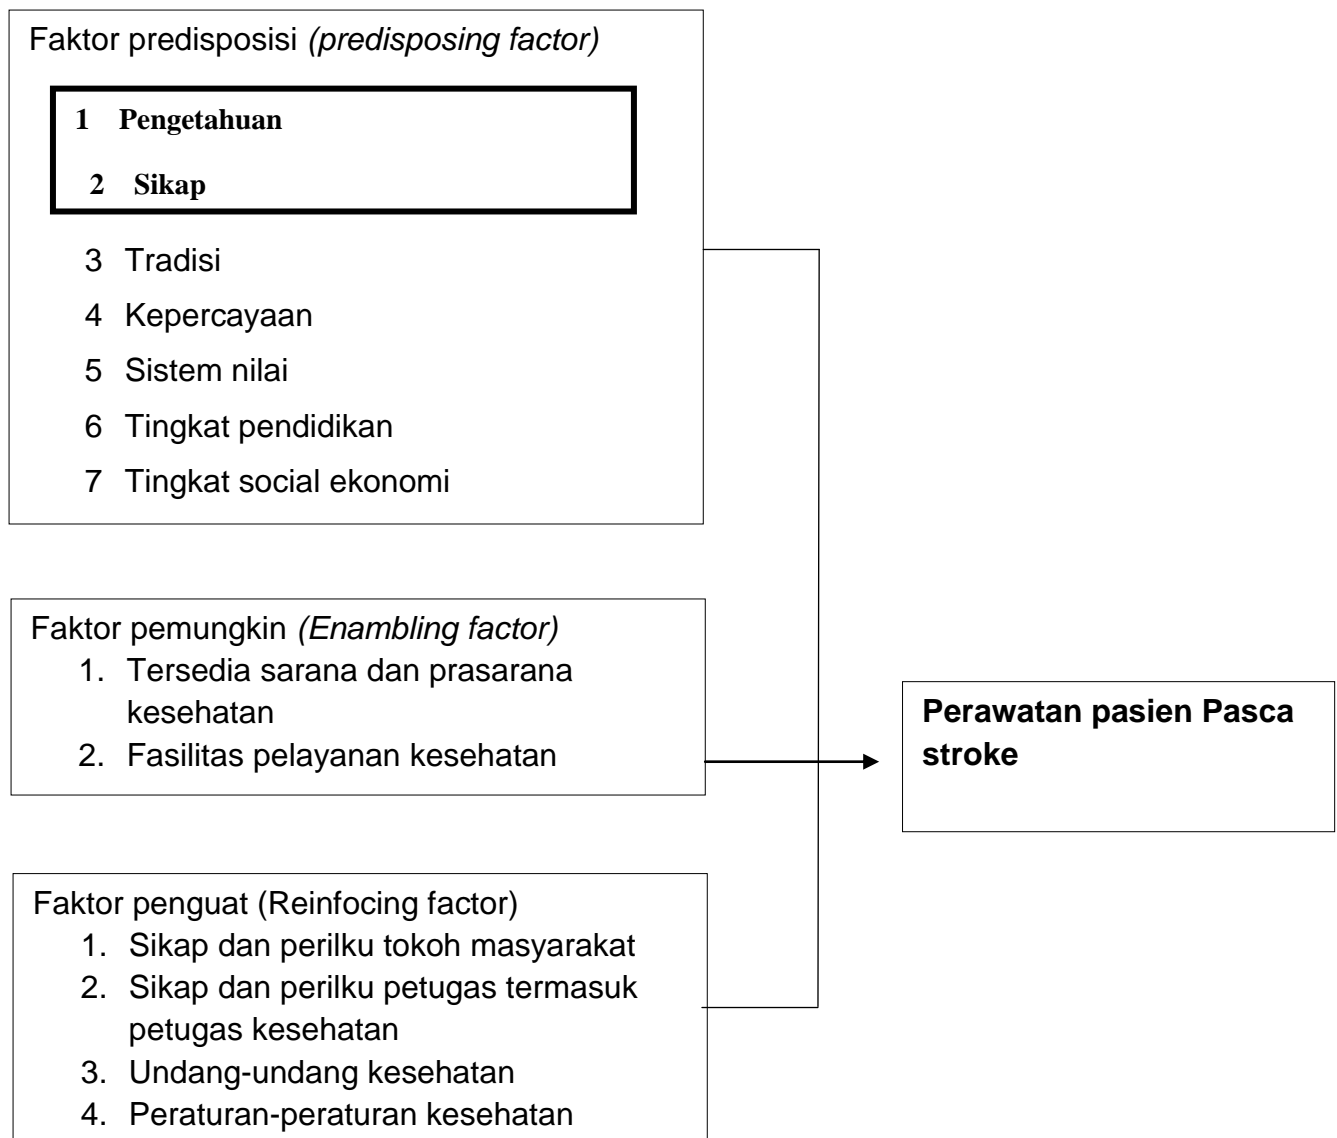 Faktor predisposisi (predisposing factor)
1 Pengetahuan
2 Sikap
3 Tradisi
4 Kepercayaan
5 Sistem nilai
6 Tingkat pendidikan
7 Tingkat social ekonomi
Faktor pemungkin (Enambling factor)
1. Tersedia sarana dan prasarana
kesehatan
2. Fasilitas pelayanan kesehatan
Perawatan pasien Pasca
stroke
Faktor penguat (Reinfocing factor)
1. Sikap dan perilku tokoh masyarakat
2. Sikap dan perilku petugas termasuk
petugas kesehatan
3. Undang-undang kesehatan
4. Peraturan-peraturan kesehatan